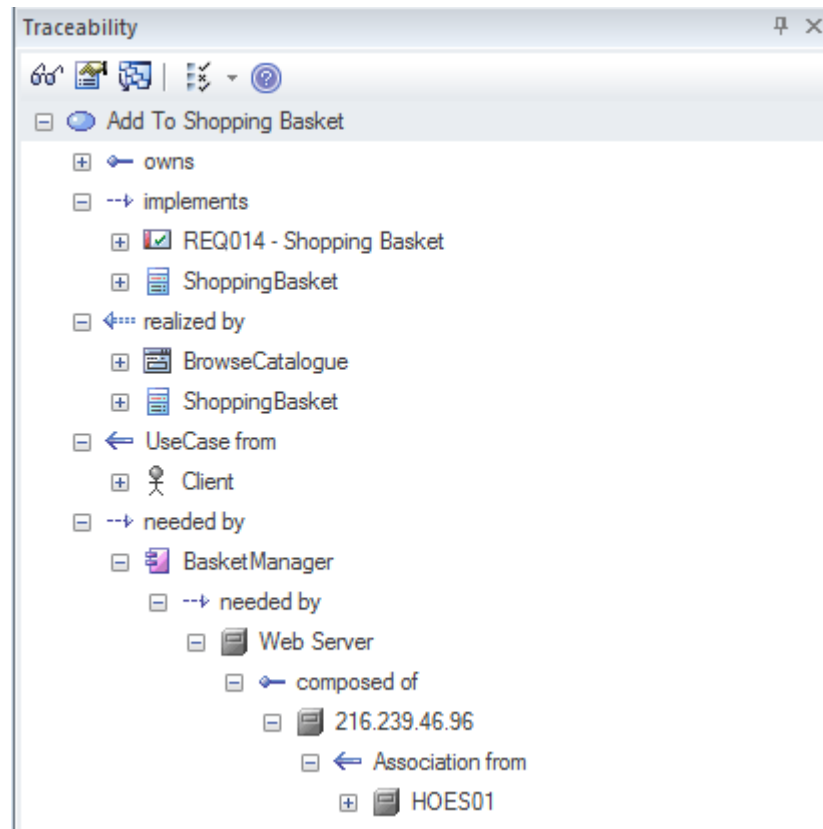 Traceability
Add To Shopping Basket
owns
implements
REQ014 - Shopping Basket
ShoppingBasket
realized by
BrowseCatalogue
ShoppingBasket
UseCase from
Client
needed by
BasketManager
needed by
Web Server
composed of
216.239.46.96
Association from
HOES01